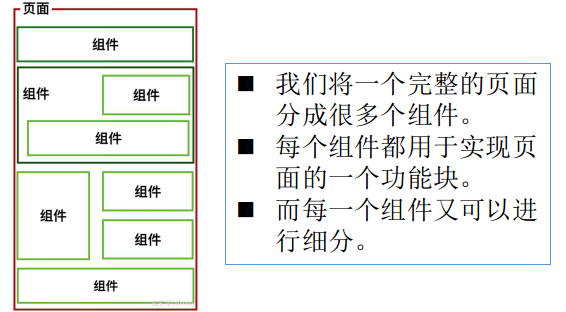 页面
组件
组件
组件
组件
组件
组件
组件
组件
■ 我们将一个完整的页面
分成很多个组件。
■ 每个组件都用于实现页
面的一个功能块。
■ 而每一个组件又可以进
行细分。